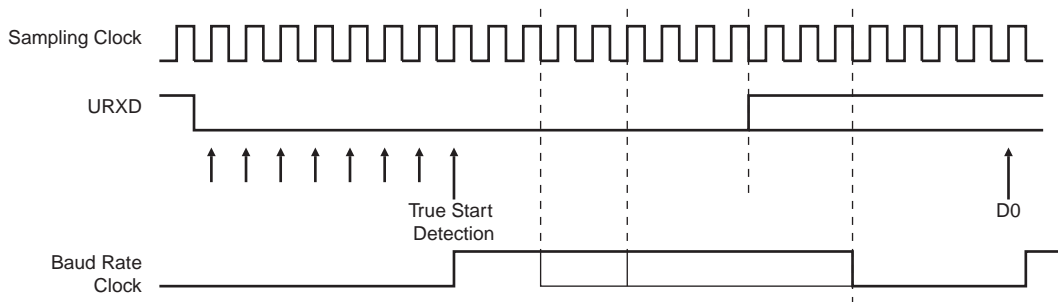 Sampling Clock
URXD
True Start
Detection
D0
Baud Rate
Clock